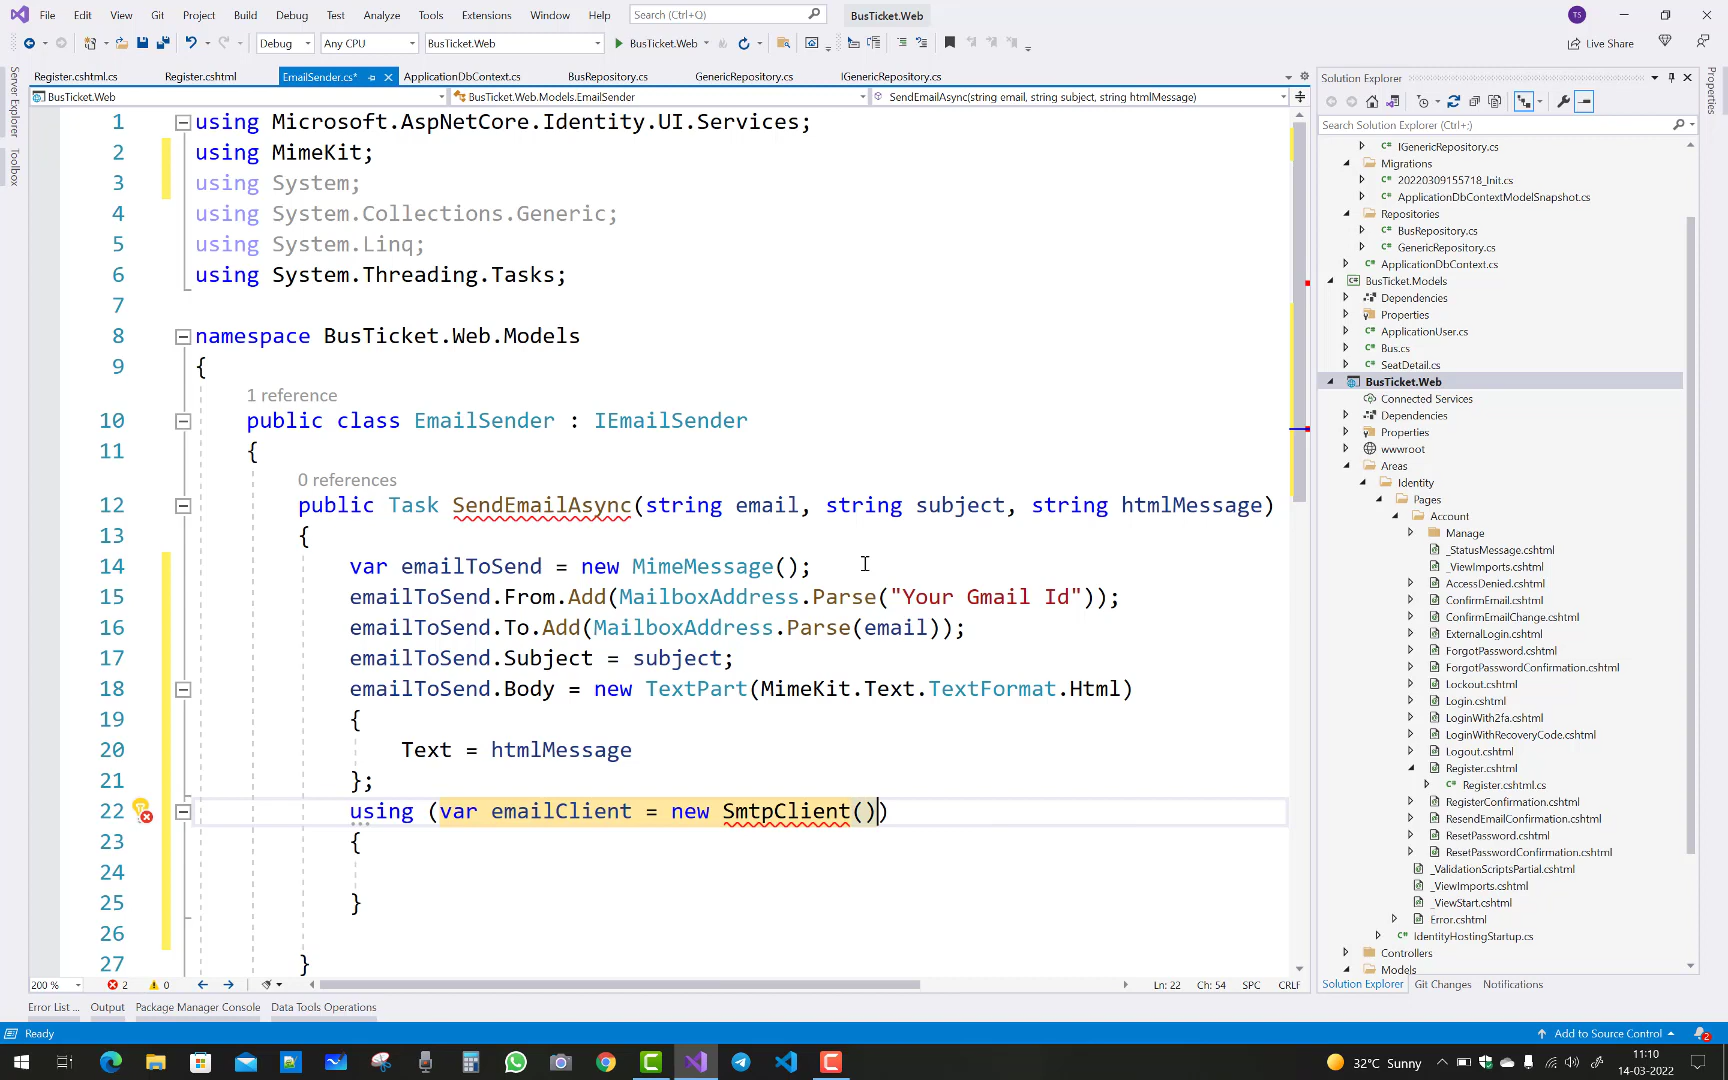 File Edit View Git Project Build Debug Test Analyze Tools Extensions Window Help Search (Ctrl+Q) BusTicket.Web TS
Debug Any CPU BusTicket.Web BusTicket.Web Live Share
Register.cshtml.cs Register.cshtml EmailSender.cs* ApplicationDbContext.cs BusRepository.cs GenericRepository.cs IGenericRepository.cs
BusTicket.Web BusTicket.Web.Models.EmailSender SendEmailAsync(string email, string subject, string htmlMessage)
Server Explorer
Toolbox
1 using Microsoft.AspNetCore.Identity.UI.Services;
2 using MimeKit;
3 using System;
4 using System.Collections.Generic;
5 using System.Linq;
6 using System.Threading.Tasks;
7
8 namespace BusTicket.Web.Models
9 {
1 reference
10 public class EmailSender : IEmailSender
11 {
0 references
12 public Task SendEmailAsync(string email, string subject, string htmlMessage)
13 {
14 var emailToSend = new MimeMessage();
15 emailToSend.From.Add(MailboxAddress.Parse("Your Gmail Id"));
16 emailToSend.To.Add(MailboxAddress.Parse(email));
17 emailToSend.Subject = subject;
18 emailToSend.Body = new TextPart(MimeKit.Text.TextFormat.Html)
19 {
20 Text = htmlMessage
21 };
22 using (var emailClient = new SmtpClient())
23 {
24
25 }
26
27 }
200 % 2 0 Ln: 22 Ch: 54 SPC CRLF
Error List ... Output Package Manager Console Data Tools Operations
Solution Explorer
Search Solution Explorer (Ctrl+;)
IGenericRepository.cs
Migrations
20220309155718_Init.cs
ApplicationDbContextModelSnapshot.cs
Repositories
BusRepository.cs
GenericRepository.cs
ApplicationDbContext.cs
BusTicket.Models
Dependencies
Properties
ApplicationUser.cs
Bus.cs
SeatDetail.cs
BusTicket.Web
Connected Services
Dependencies
Properties
wwwroot
Areas
Identity
Pages
Account
Manage
_StatusMessage.cshtml
_ViewImports.cshtml
AccessDenied.cshtml
ConfirmEmail.cshtml
ConfirmEmailChange.cshtml
ExternalLogin.cshtml
ForgotPassword.cshtml
ForgotPasswordConfirmation.cshtml
Lockout.cshtml
Login.cshtml
LoginWith2fa.cshtml
LoginWithRecoveryCode.cshtml
Logout.cshtml
Register.cshtml
Register.cshtml.cs
RegisterConfirmation.cshtml
ResendEmailConfirmation.cshtml
ResetPassword.cshtml
ResetPasswordConfirmation.cshtml
_ValidationScriptsPartial.cshtml
_ViewImports.cshtml
_ViewStart.cshtml
Error.cshtml
IdentityHostingStartup.cs
Controllers
Models
Solution Explorer Git Changes Notifications
Properties
Ready Add to Source Control 2
32°C Sunny 11:10
14-03-2022